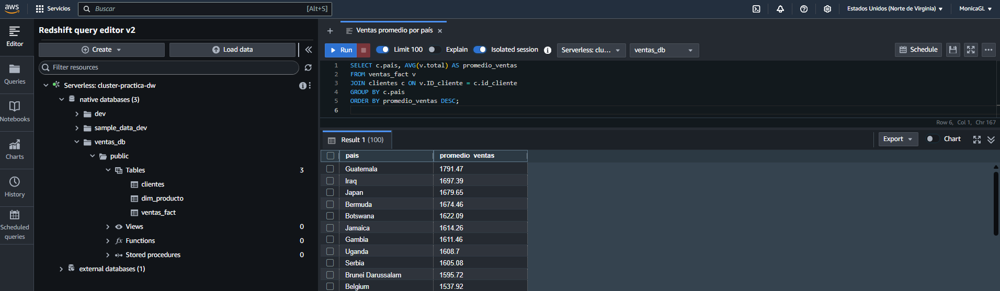 aws
Servicios
Buscar
[Alt+S]
Estados Unidos (Norte de Virginia)
MonicaGL
Editor
Queries
Notebooks
Charts
History
Scheduled
queries
Redshift query editor v2
Create
Load data
Filter resources
Serverless: cluster-practica-dw
native databases (3)
dev
sample_data_dev
ventas_db
public
Tables 3
clientes
dim_producto
ventas_fact
Views 0
fx Functions 0
Stored procedures 0
external databases (1)
Ventas promedio por país
Run
Limit 100
Explain
Isolated session
Serverless: clu...
ventas_db
Schedule
1 SELECT c.pais, AVG(v.total) AS promedio_ventas
2 FROM ventas_fact v
3 JOIN clientes c ON v.ID_cliente = c.id_cliente
4 GROUP BY c.pais
5 ORDER BY promedio_ventas DESC;
6
Row 6, Col 1, Chr 167
Result 1 (100)
Export
Chart
pais promedio_ventas
Guatemala 1791.47
Iraq 1697.39
Japan 1679.65
Bermuda 1674.46
Botswana 1622.09
Jamaica 1614.26
Gambia 1611.46
Uganda 1608.7
Serbia 1605.08
Brunei Darussalam 1595.72
Belgium 1537.92